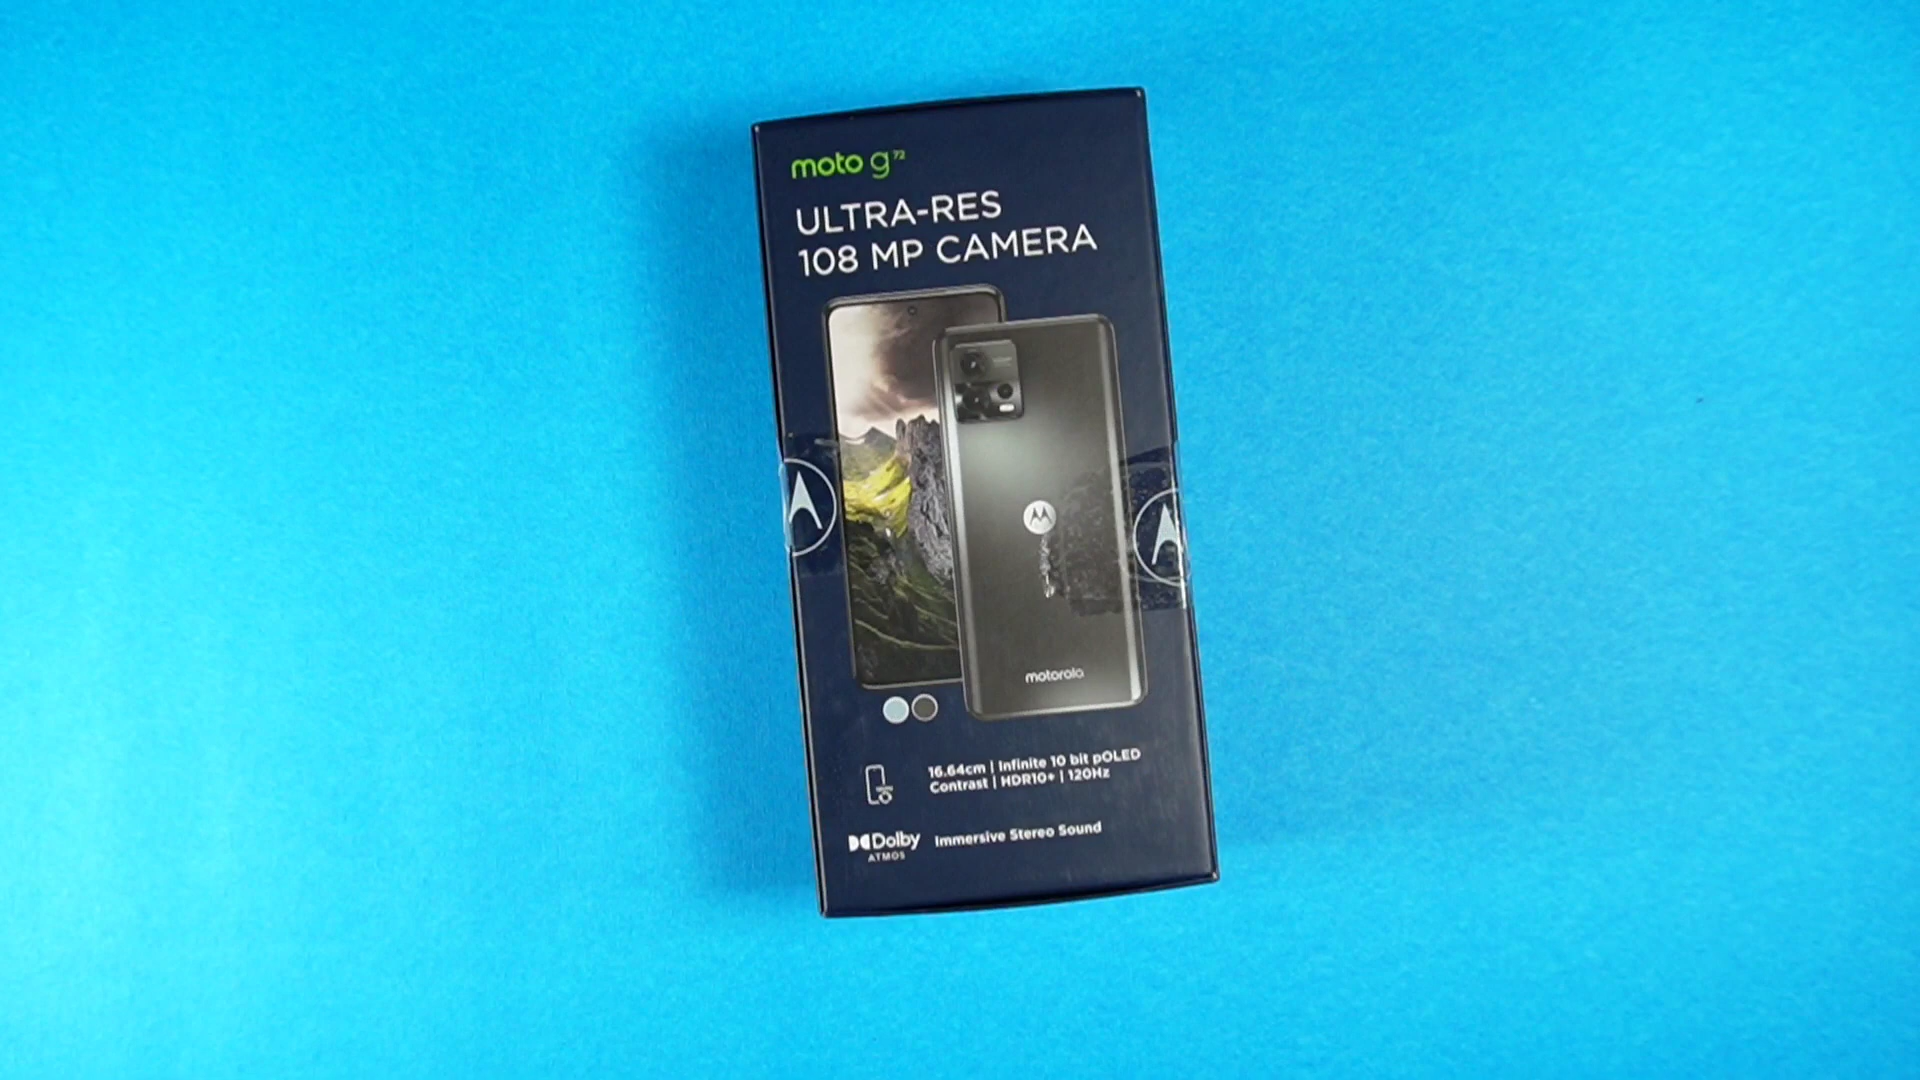 moto g72
ULTRA-RES
108 MP CAMERA
motorola
16.64cm | Infinite 10 bit pOLED
Contrast | HDR10+ | 120Hz
Dolby
ATMOS
Immersive Stereo Sound